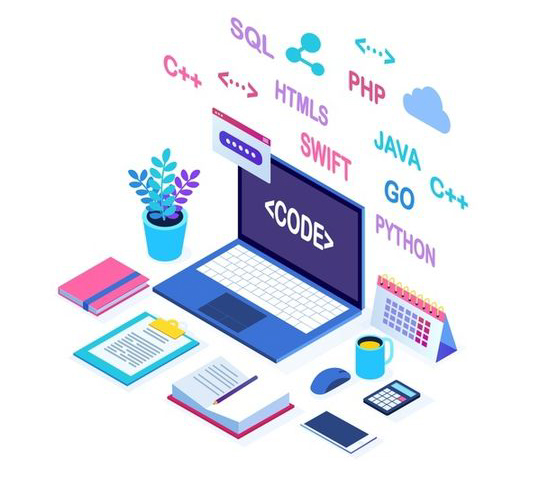 SQL
<···>
C++
<···>
HTML5
PHP
SWIFT
JAVA
GO
C++
PYTHON
<CODE>